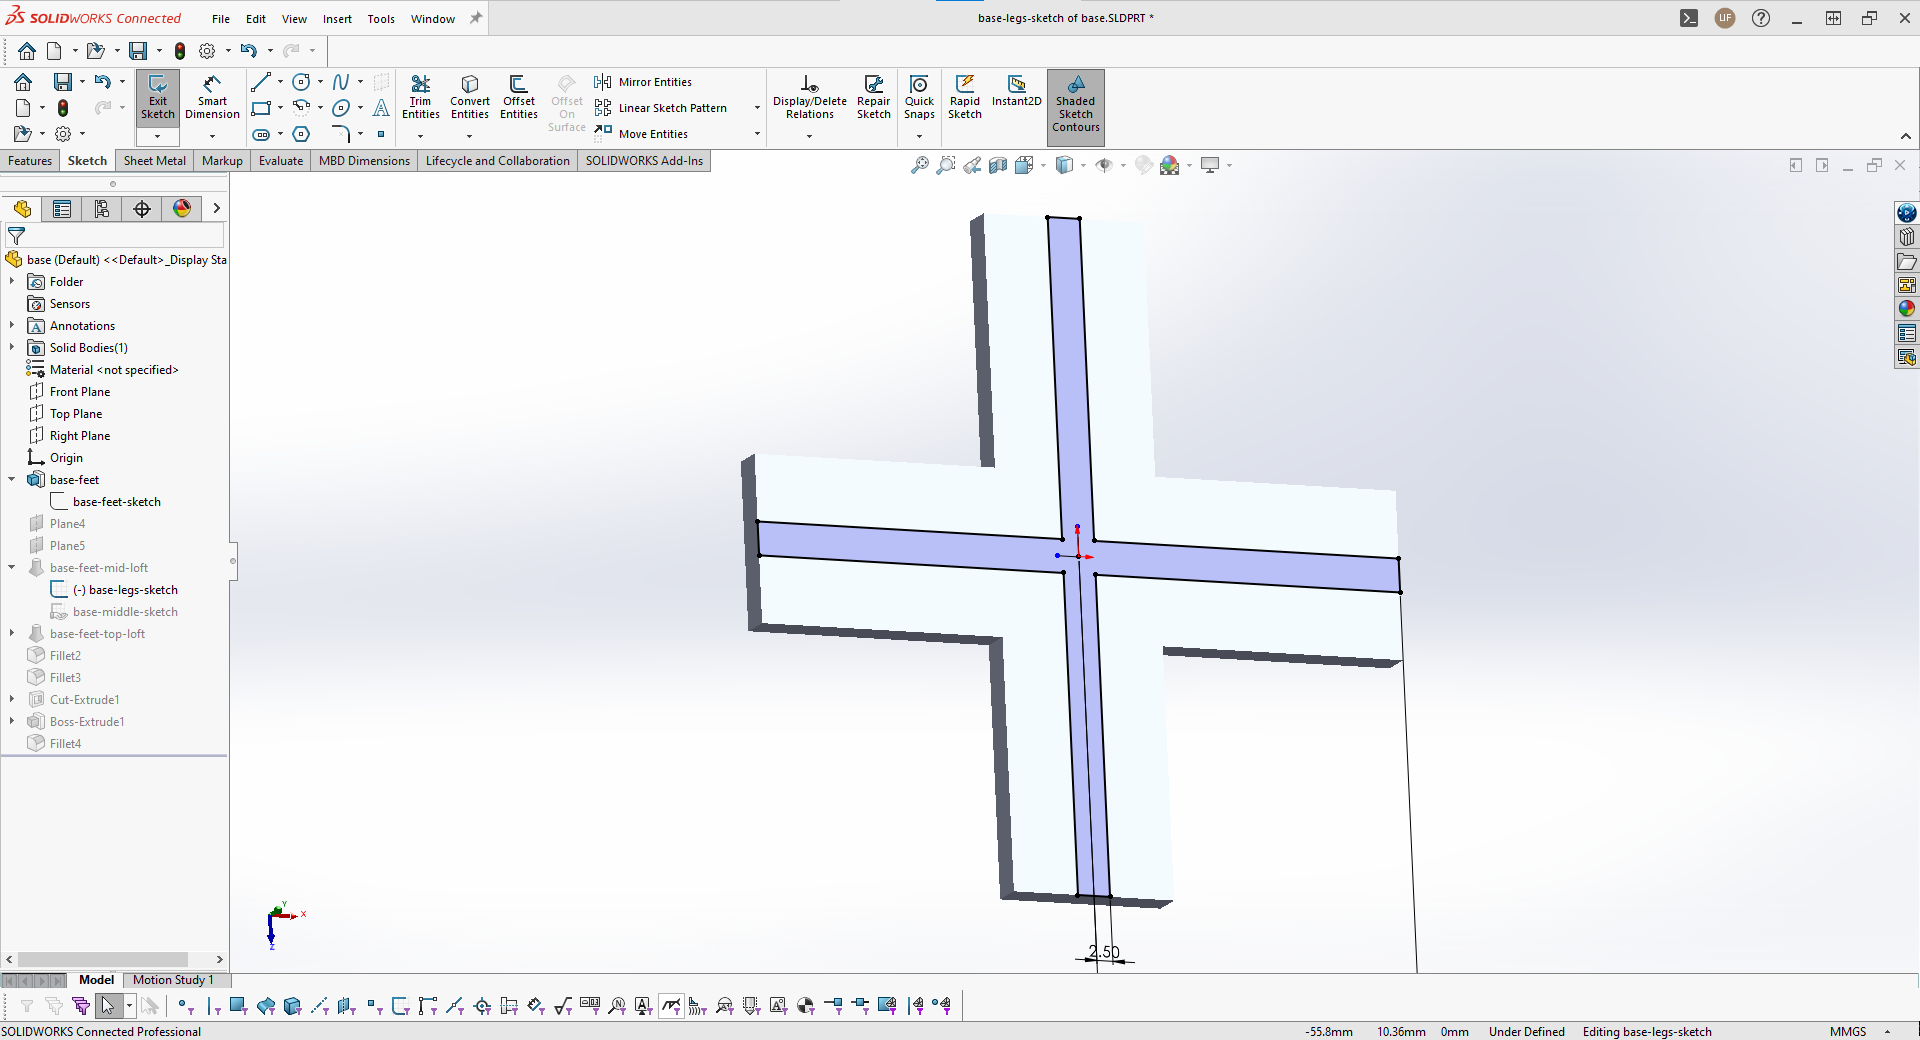 SOLIDWORKS Connected
File Edit View Insert Tools Window
base-legs-sketch of base.SLDPRT *
UF
Exit Sketch
Smart Dimension
Trim Entities
Convert Entities
Offset Entities
Offset On Surface
Mirror Entities
Linear Sketch Pattern
Move Entities
Display/Delete Relations
Repair Sketch
Quick Snaps
Rapid Sketch
Instant2D
Shaded Sketch Contours
Features Sketch Sheet Metal Markup Evaluate MBD Dimensions Lifecycle and Collaboration SOLIDWORKS Add-Ins
base (Default) <<Default>_Display Sta
Folder
Sensors
Annotations
Solid Bodies(1)
Material <not specified>
Front Plane
Top Plane
Right Plane
Origin
base-feet
base-feet-sketch
Plane4
Plane5
base-feet-mid-loft
(-) base-legs-sketch
base-middle-sketch
base-feet-top-loft
Fillet2
Fillet3
Cut-Extrude1
Boss-Extrude1
Fillet4
Y
X
Z
2.50
Model Motion Study 1
SOLIDWORKS Connected Professional
-55.8mm 10.36mm 0mm Under Defined Editing base-legs-sketch MMGS